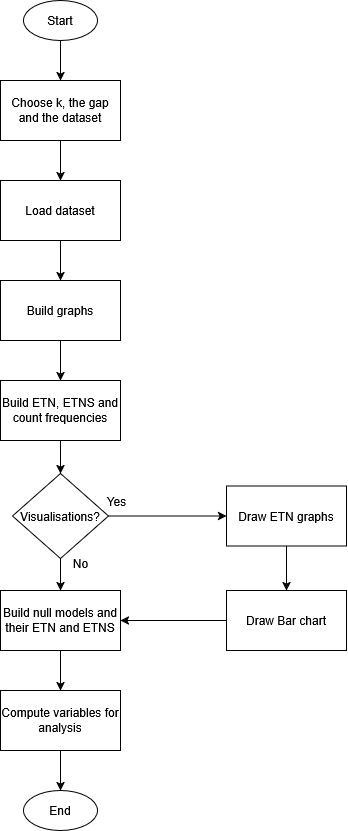 Start
Choose k, the gap
and the dataset
Load dataset
Build graphs
Build ETN, ETNS and
count frequencies
Visualisations?
Yes
Draw ETN graphs
No
Build null models and
their ETN and ETNS
Draw Bar chart
Compute variables for
analysis
End